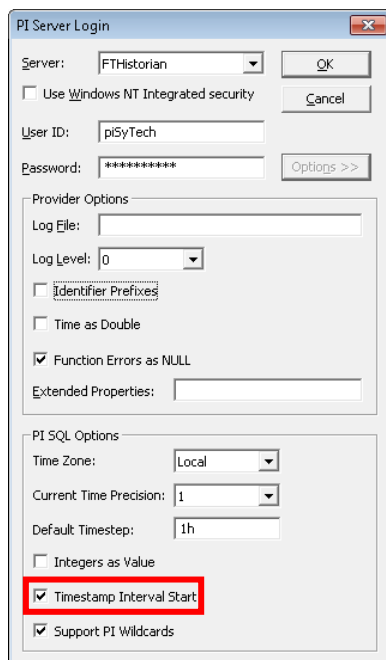 PI Server Login
Server: FTHistorian OK
Use Windows NT Integrated security Cancel
User ID: piSyTech
Password: ********** Options >>
Provider Options
Log File:
Log Level: 0
Identifier Prefixes
Time as Double
Function Errors as NULL
Extended Properties:
PI SQL Options
Time Zone: Local
Current Time Precision: 1
Default Timestep: 1h
Integers as Value
Timestamp Interval Start
Support PI Wildcards